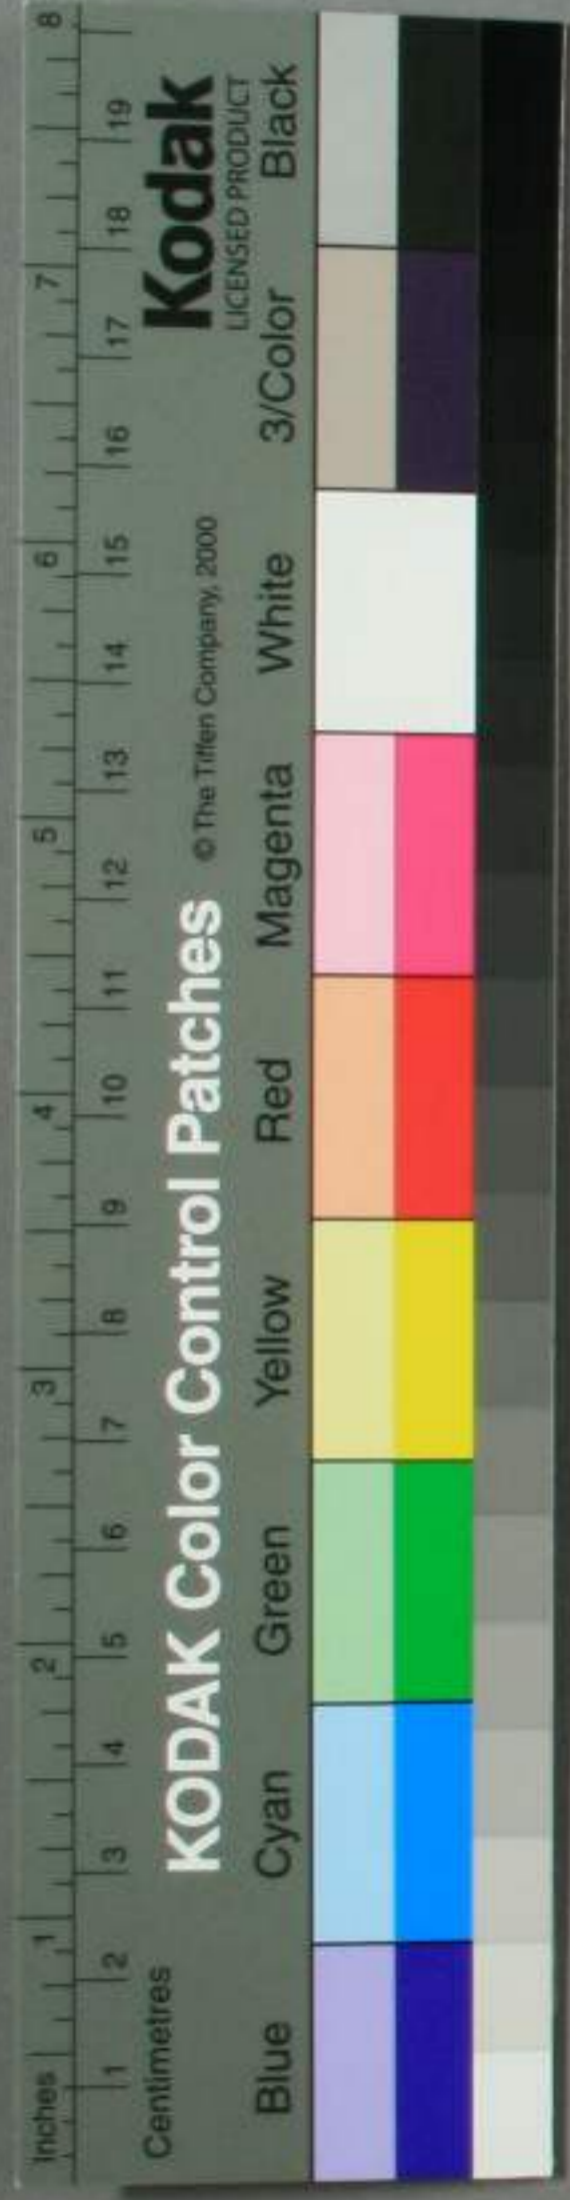 Inches 1 2 3 4 5 6 7 8
Centimetres 1 2 3 4 5 6 7 8 9 10 11 12 13 14 15 16 17 18 19
KODAK Color Control Patches © The Tiffen Company, 2000
Kodak
LICENSED PRODUCT
Blue Cyan Green Yellow Red Magenta White 3/Color Black